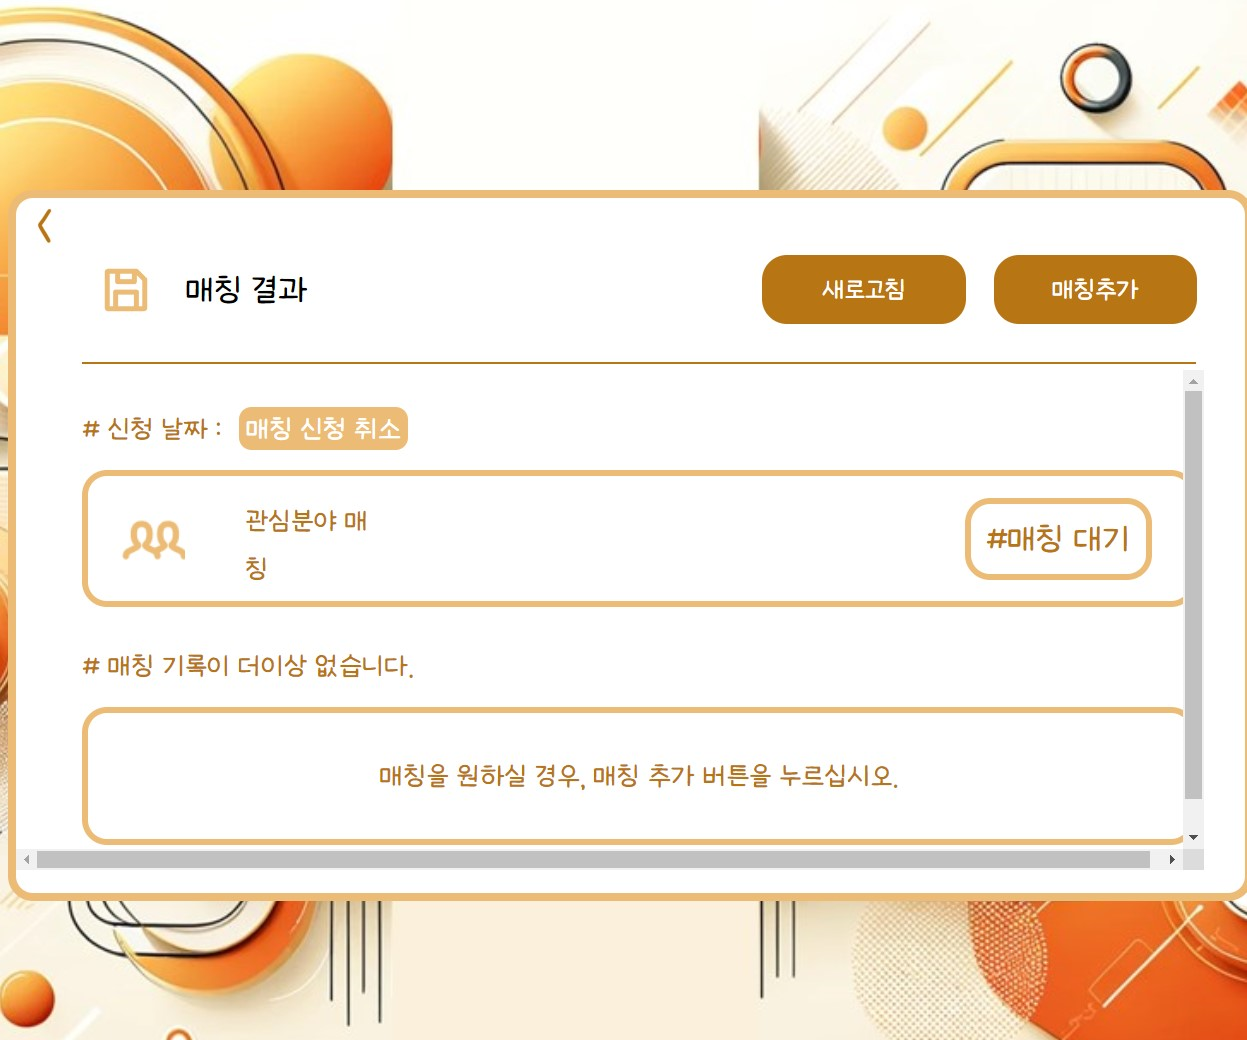 매칭 결과
새로고침
매칭추가
# 신청 날짜 :
매칭 신청 취소
관심분야 매
칭
#매칭 대기
# 매칭 기록이 더이상 없습니다.
매칭을 원하실 경우, 매칭 추가 버튼을 누르십시오.